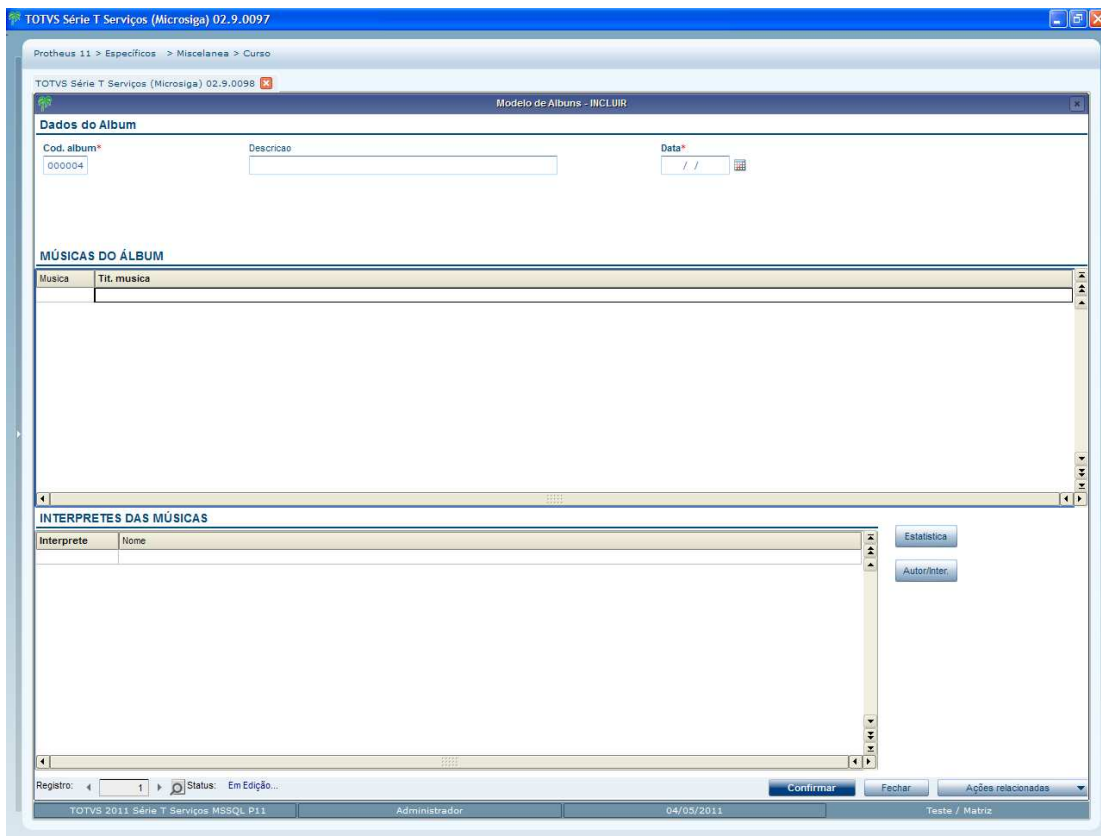 TOTVS Série T Serviços (Microsiga) 02.9.0097
Protheus 11 > Específicos > Miscelanea > Curso
TOTVS Série T Serviços (Microsiga) 02.9.0098
Modelo de Albuns - INCLUIR
Dados do Album
Cod. album* Descricao Data*
000004 / /
MÚSICAS DO ÁLBUM
Musica Tit. musica
INTERPRETES DAS MÚSICAS
Interprete Nome
Estatistica
Autor/Inter.
Registro: 1 Status: Em Edição... Confirmar Fechar Ações relacionadas
TOTVS 2011 Série T Serviços MSSQL P11 Administrador 04/05/2011 Teste / Matriz